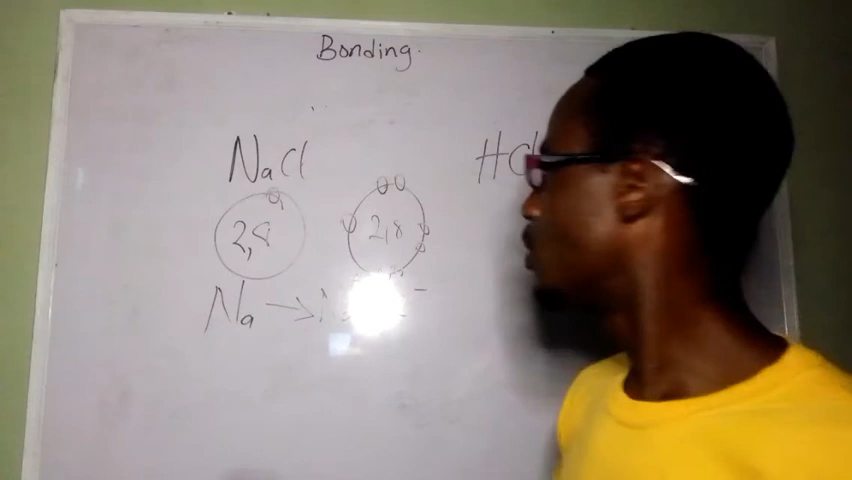 Bonding.
NaCl HCl
2,8 2,8
Na →